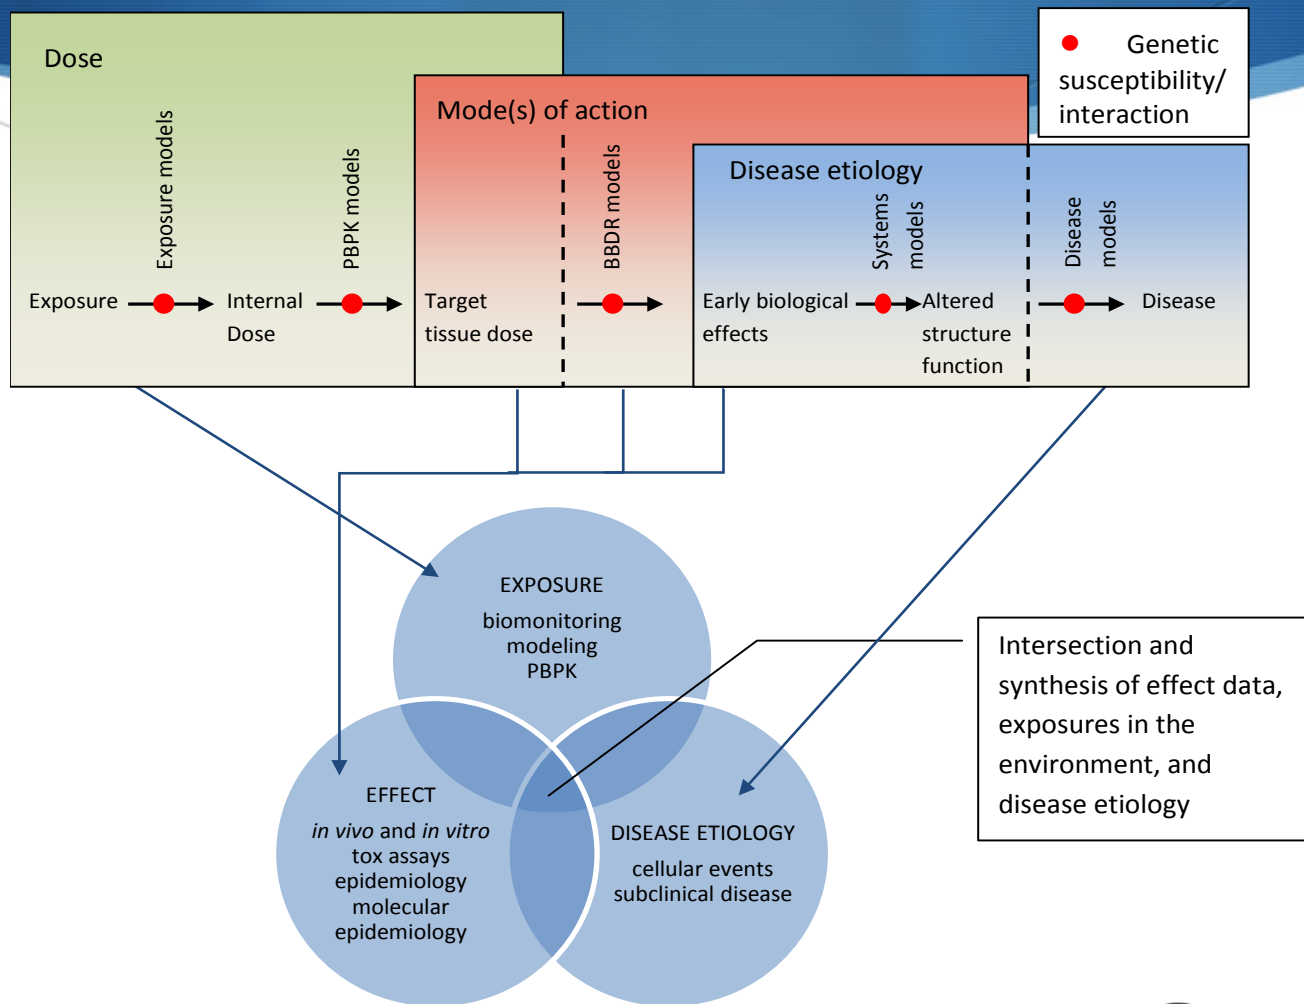 Dose
Genetic
susceptibility/
interaction
Mode(s) of action
Disease etiology
Exposure models
PBPK models
BBDR models
Systems
models
Disease
models
Exposure
Internal
Dose
Target
tissue dose
Early biological
effects
Altered
structure
function
Disease
EXPOSURE
biomonitoring
modeling
PBPK
Intersection and
synthesis of effect data,
exposures in the
environment, and
disease etiology
EFFECT
in vivo and in vitro
tox assays
epidemiology
molecular
epidemiology
DISEASE ETIOLOGY
cellular events
subclinical disease